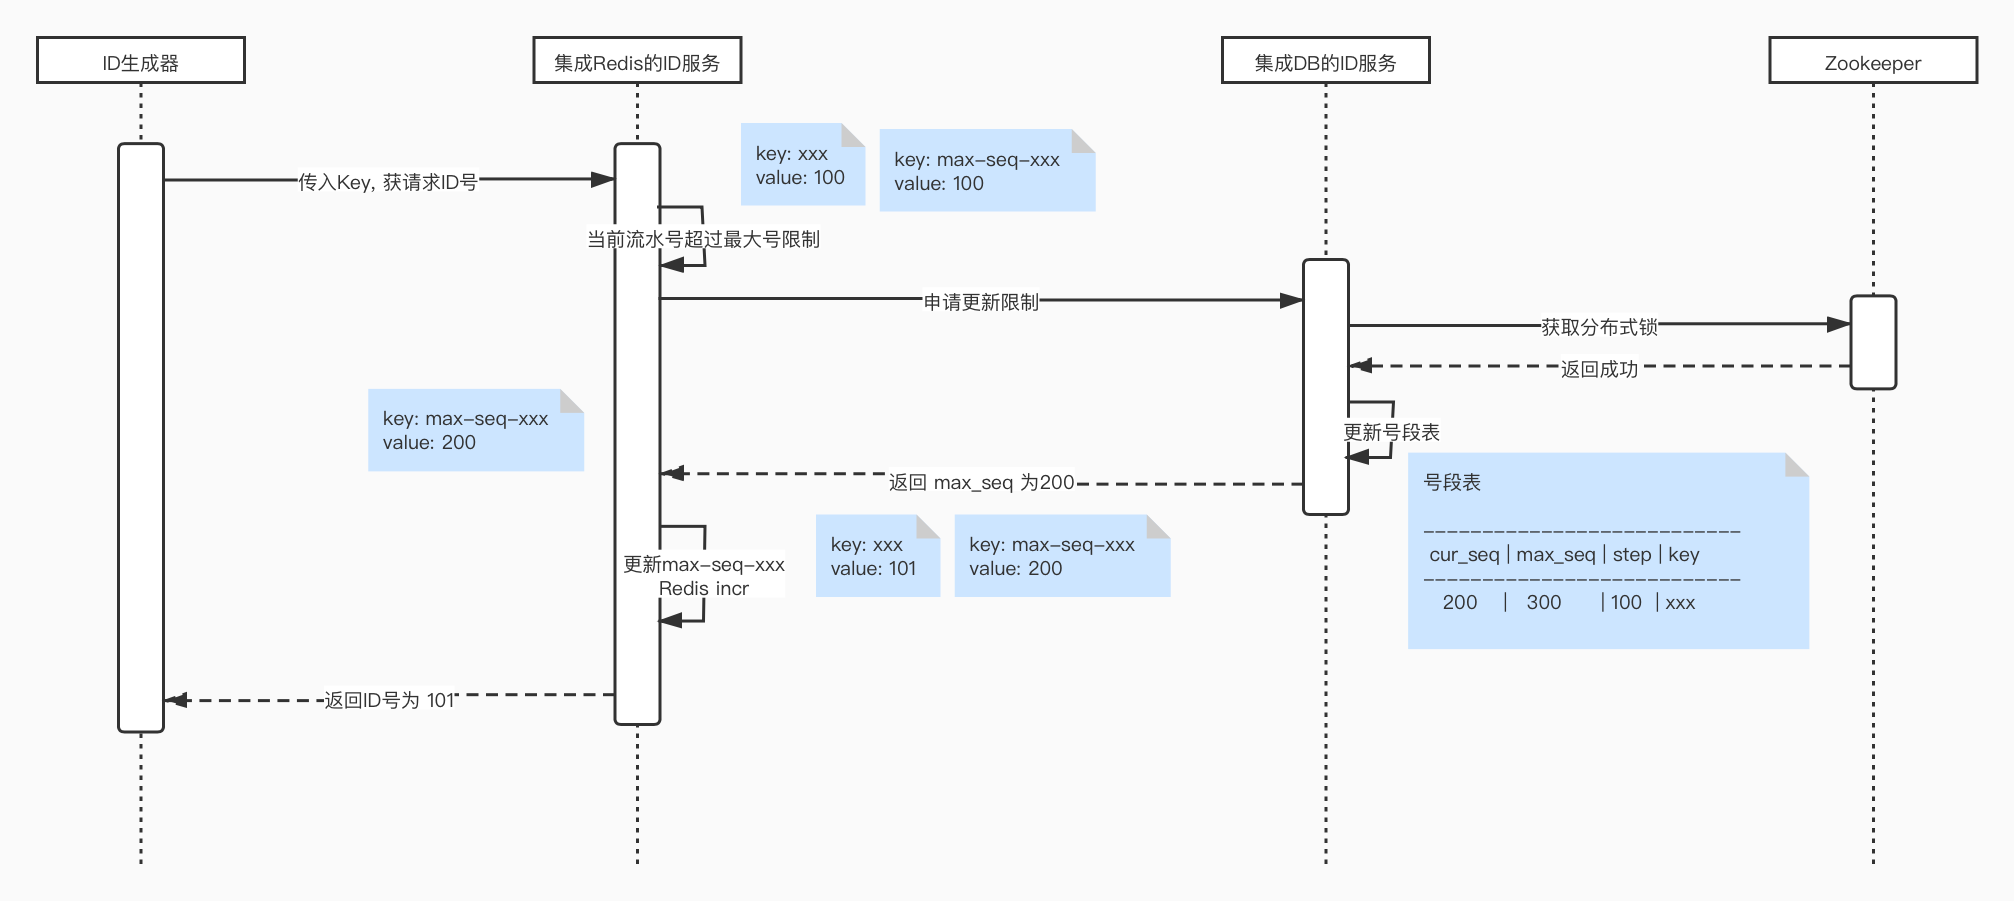 ID生成器
集成Redis的ID服务
集成DB的ID服务
Zookeeper
key: xxx
value: 100
key: max-seq-xxx
value: 100
传入Key, 获请求ID号
当前流水号超过最大号限制
申请更新限制
获取分布式锁
返回成功
key: max-seq-xxx
value: 200
更新号段表
返回 max_seq 为200
号段表
---------------------------
cur_seq | max_seq | step | key
---------------------------
200 | 300 | 100 | xxx
key: xxx
value: 101
key: max-seq-xxx
value: 200
更新max-seq-xxx
Redis incr
返回ID号为 101